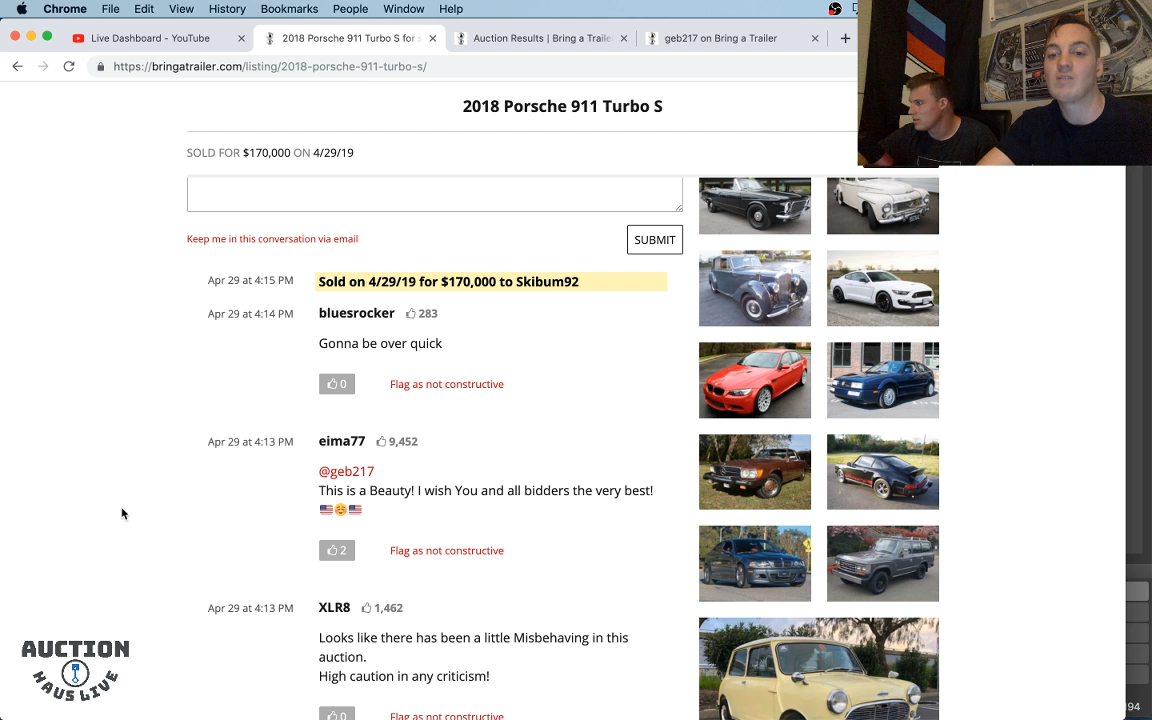 Chrome File Edit View History Bookmarks People Window Help
Live Dashboard - YouTube
2018 Porsche 911 Turbo S for s
Auction Results | Bring a Traile
geb217 on Bring a Trailer
https://bringatrailer.com/listing/2018-porsche-911-turbo-s/
2018 Porsche 911 Turbo S
SOLD FOR $170,000 ON 4/29/19
Keep me in this conversation via email
SUBMIT
Apr 29 at 4:15 PM
Sold on 4/29/19 for $170,000 to Skibum92
Apr 29 at 4:14 PM
bluesrocker 283
Gonna be over quick
0
Flag as not constructive
Apr 29 at 4:13 PM
eima77 9,452
@geb217
This is a Beauty! I wish You and all bidders the very best!
🇺🇸☺️🇺🇸
2
Flag as not constructive
Apr 29 at 4:13 PM
XLR8 1,462
Looks like there has been a little Misbehaving in this
auction.
High caution in any criticism!
0
Flag as not constructive
AUCTION
HAUS LIVE
94